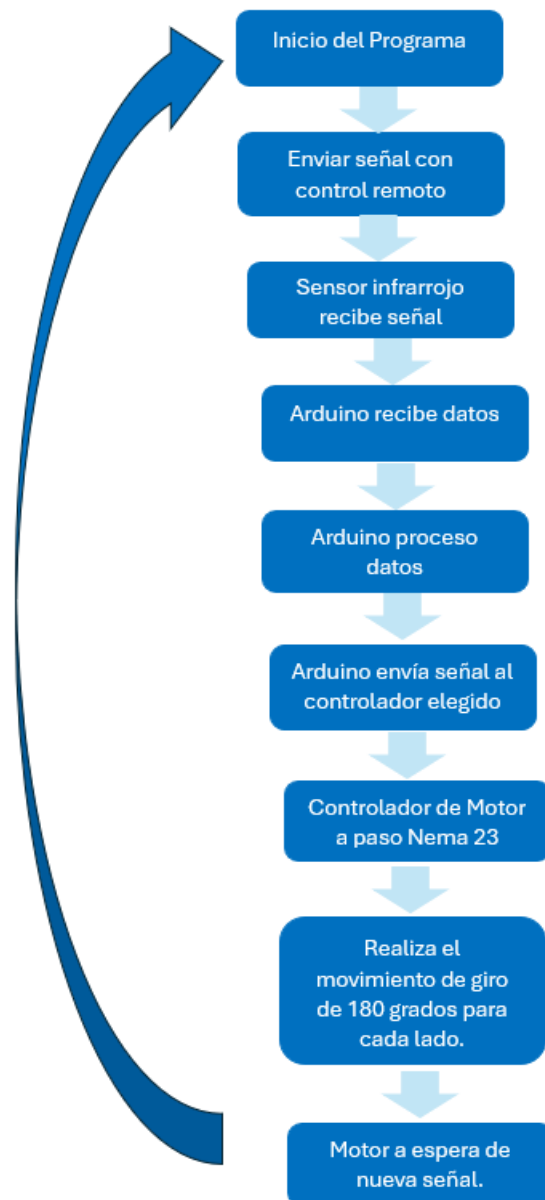 Inicio del Programa
Enviar señal con
control remoto
Sensor infrarrojo
recibe señal
Arduino recibe datos
Arduino proceso
datos
Arduino envía señal al
controlador elegido
Controlador de Motor
a paso Nema 23
Realiza el
movimiento de giro
de 180 grados para
cada lado.
Motor a espera de
nueva señal.